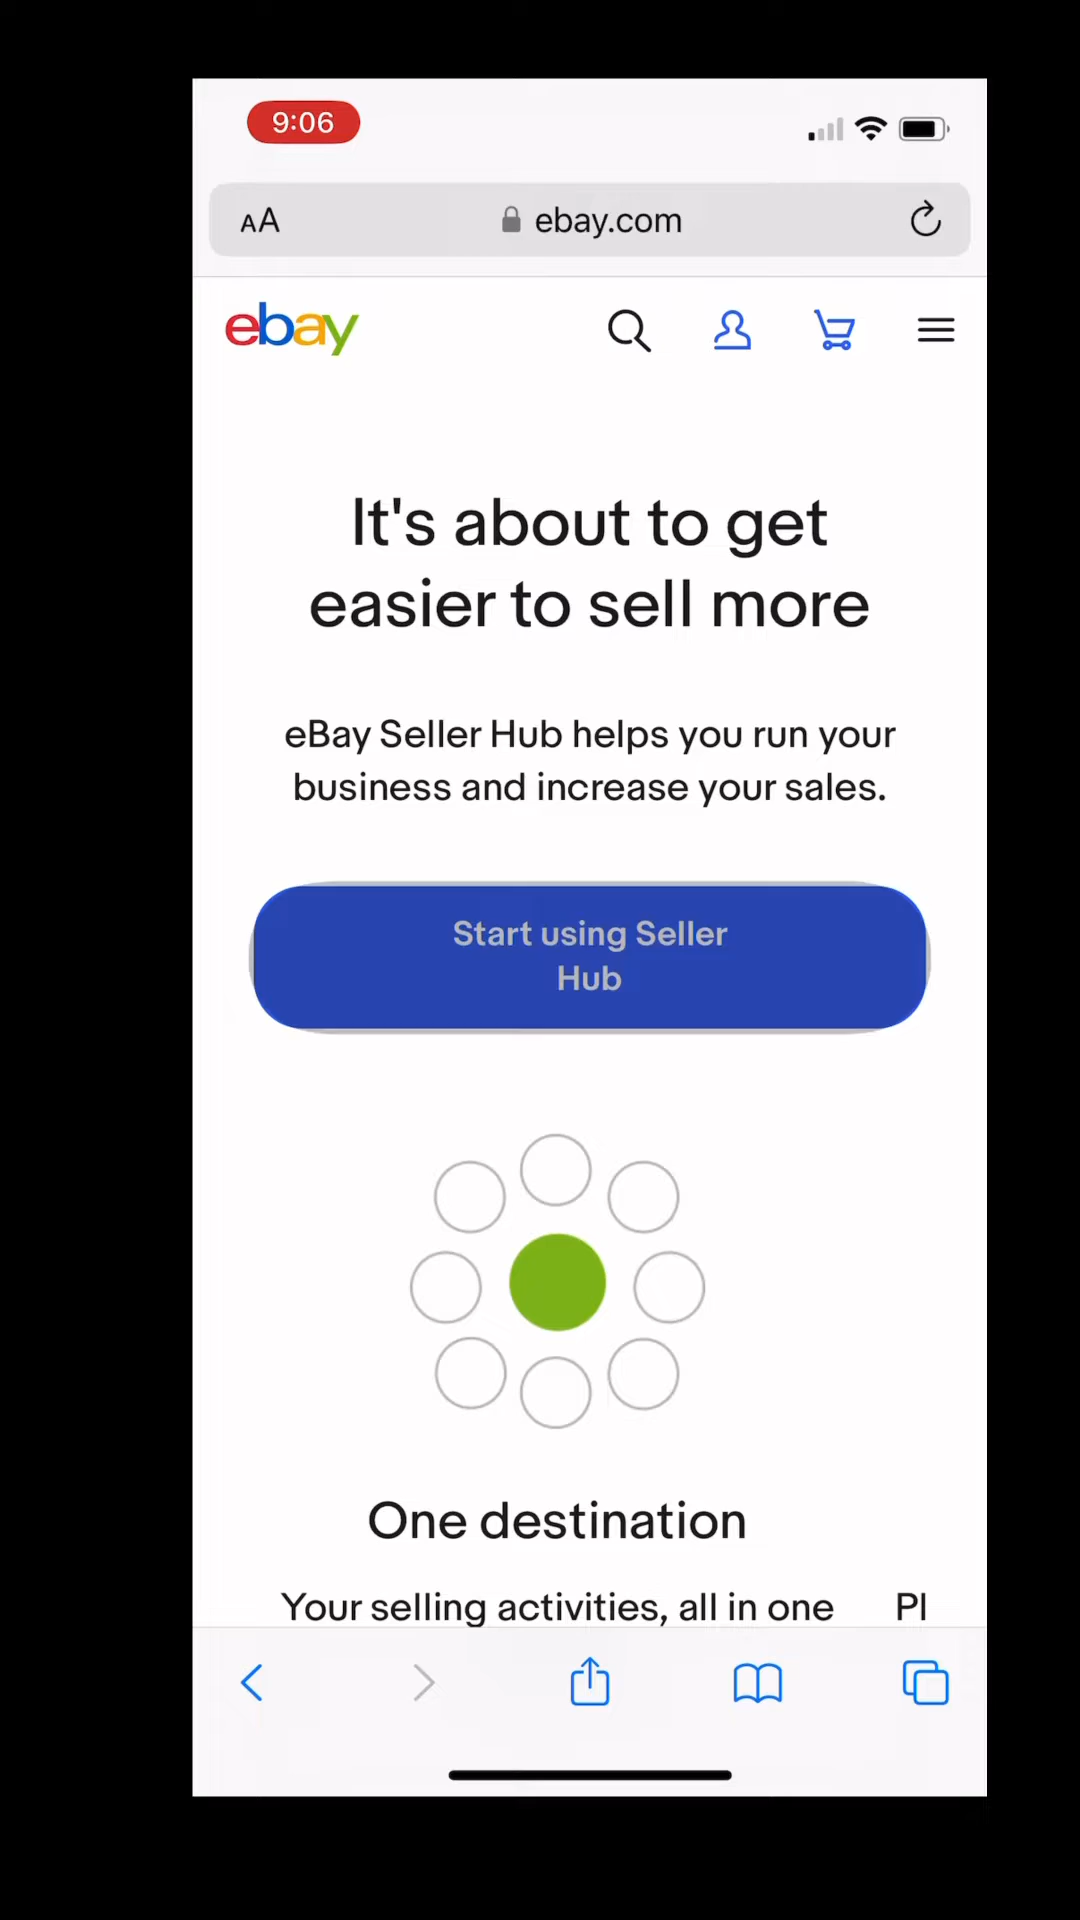 9:06
AA
ebay.com
ebay
It's about to get
easier to sell more
eBay Seller Hub helps you run your
business and increase your sales.
Start using Seller
Hub
One destination
Your selling activities, all in one
Pl